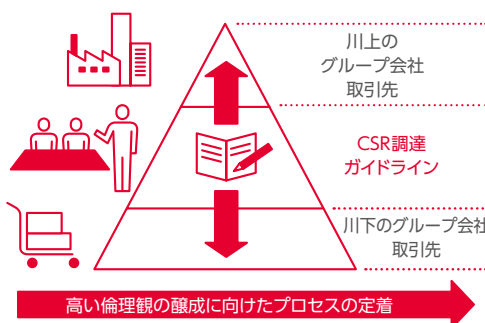 川上の
グループ会社
取引先
CSR調達
ガイドライン
川下のグループ会社
取引先
高い倫理観の醸成に向けたプロセスの定着